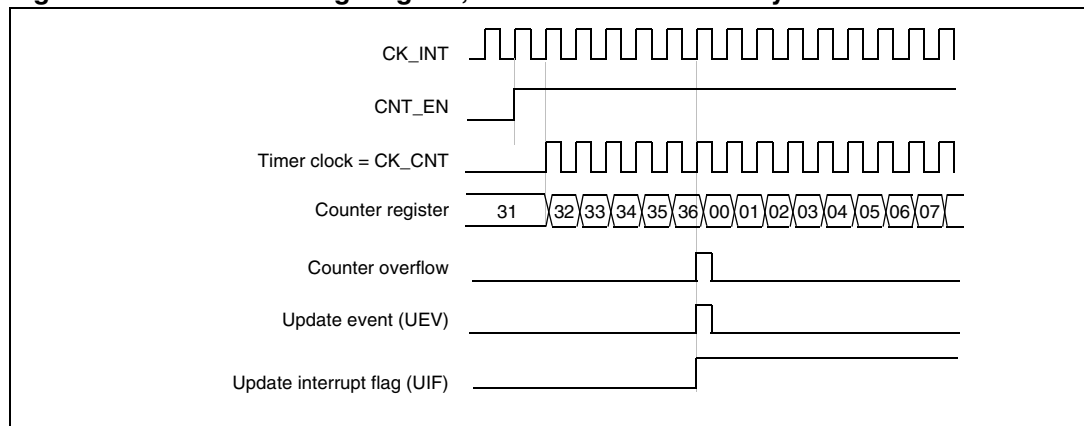 CK_INT
CNT_EN
Timer clock = CK_CNT
Counter register 31 32 33 34 35 36 00 01 02 03 04 05 06 07
Counter overflow
Update event (UEV)
Update interrupt flag (UIF)